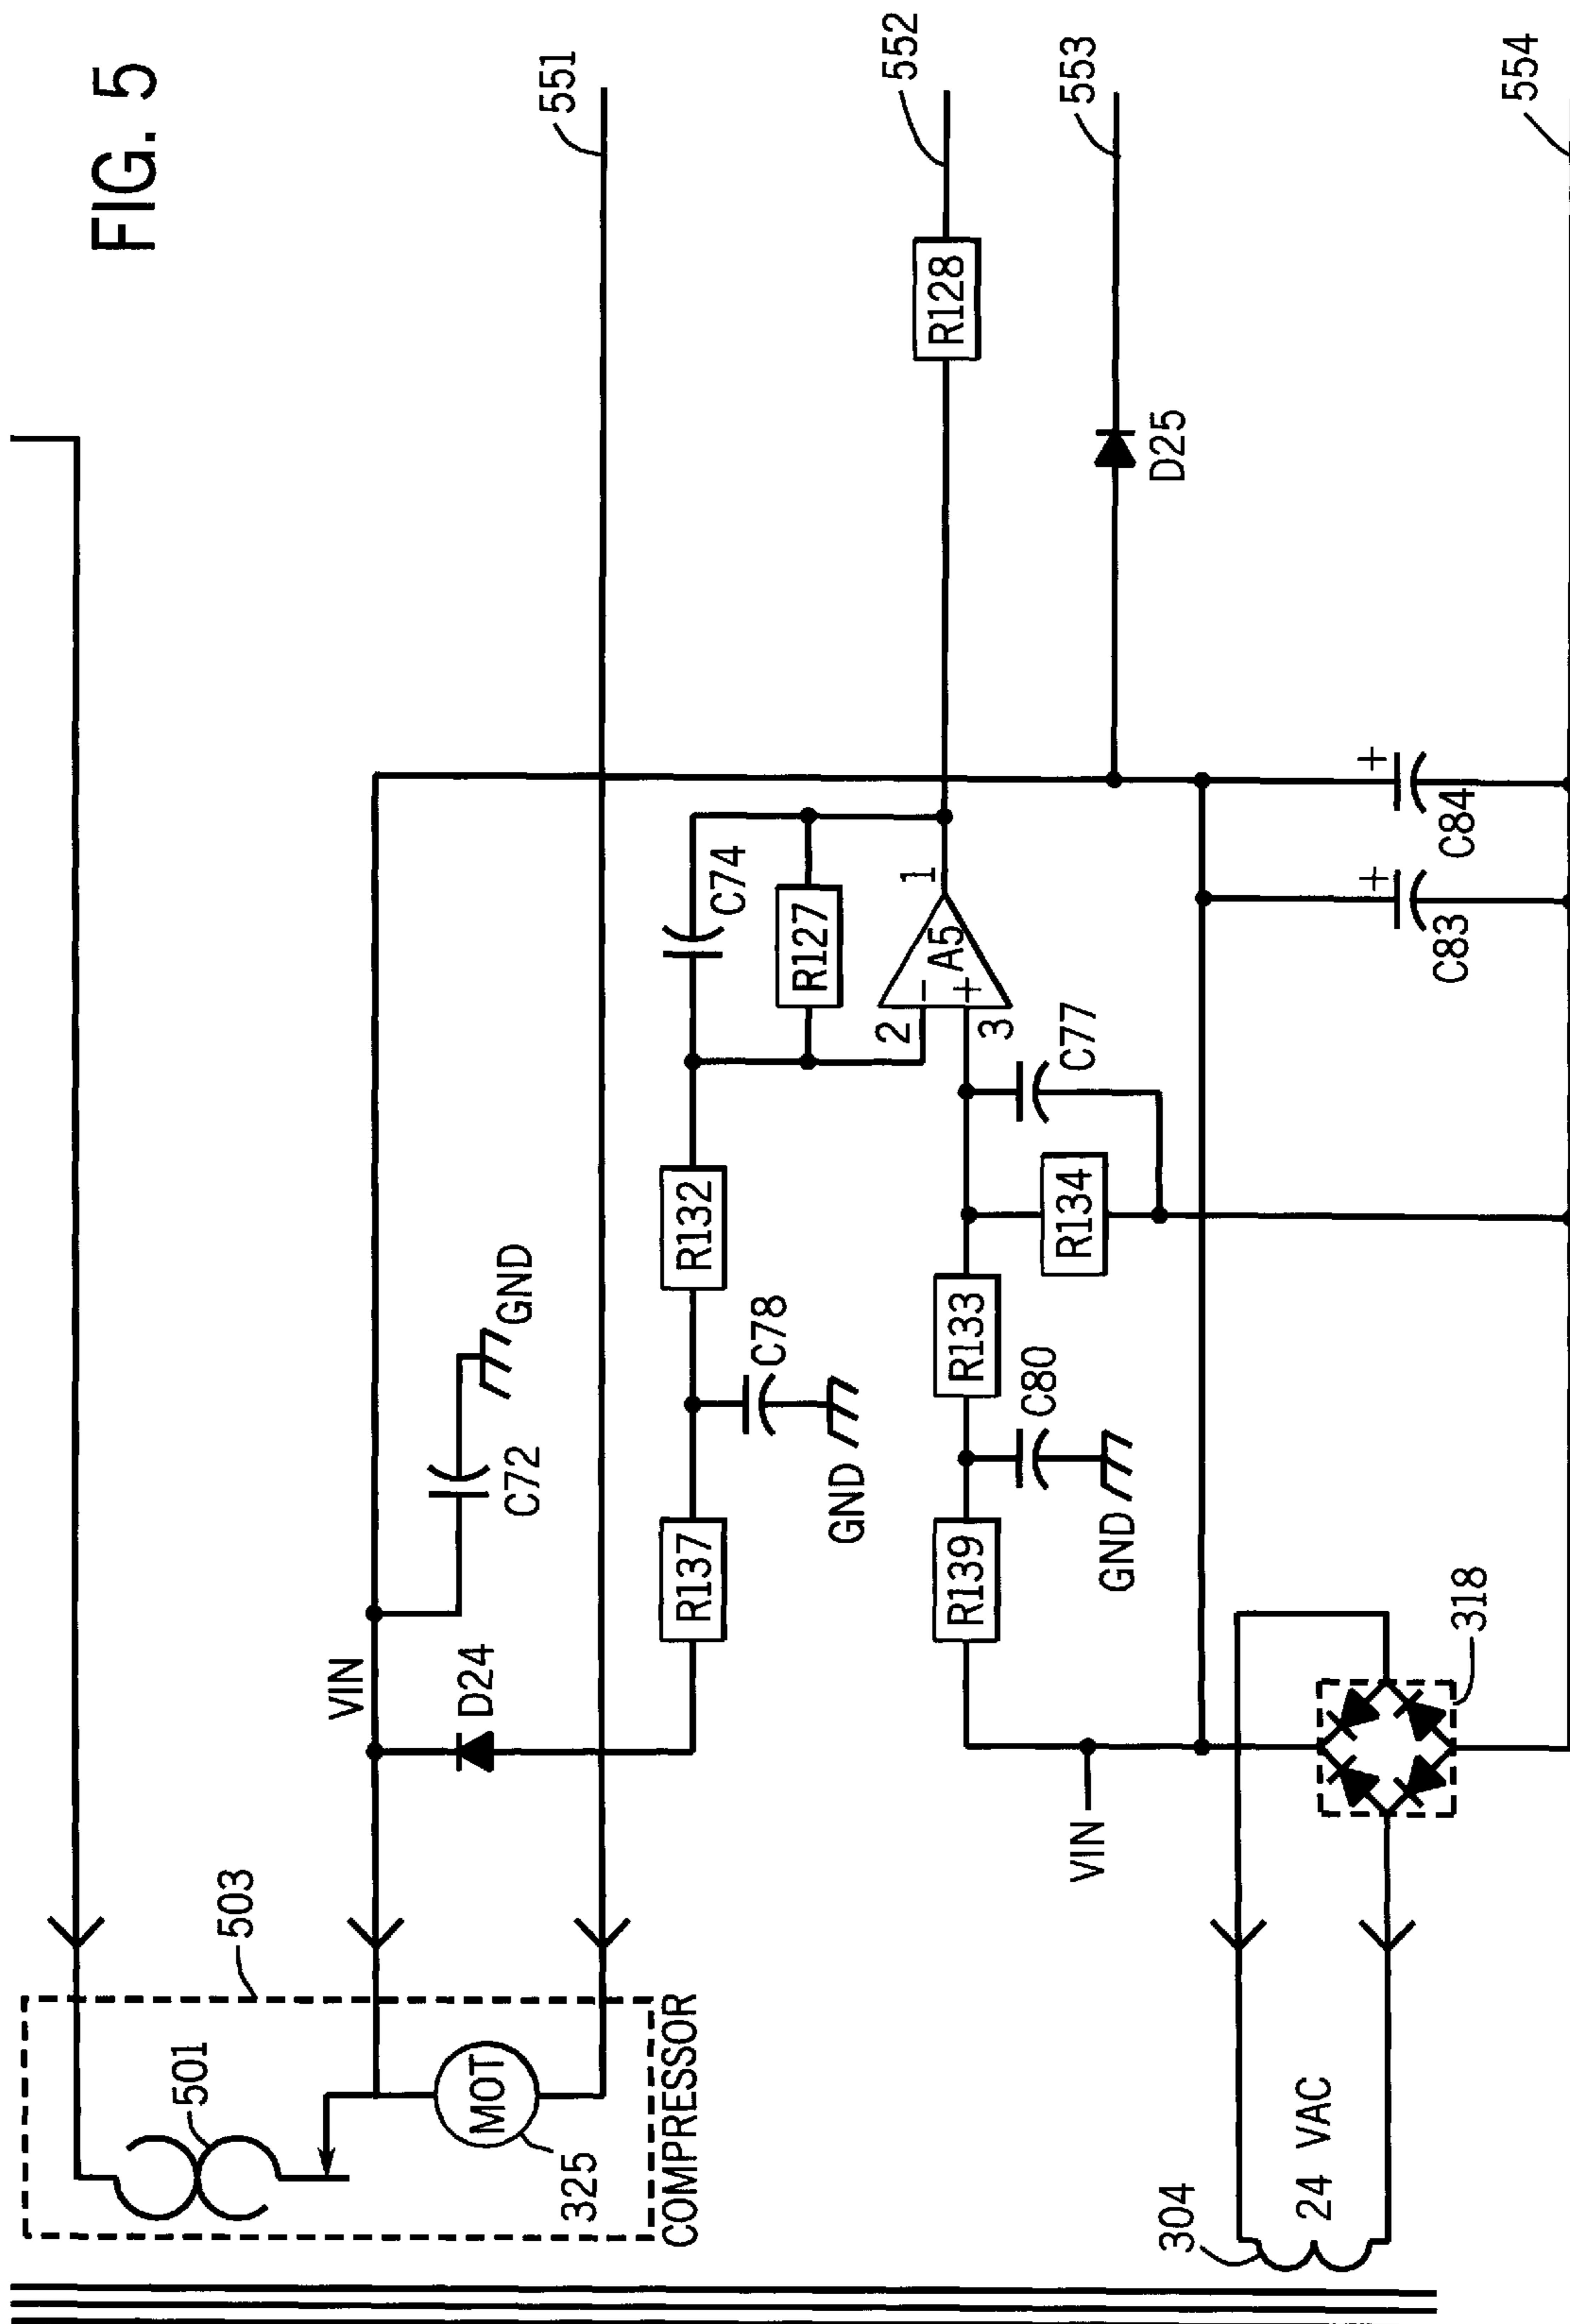 FIG. 5
551
552
553
554
503
501
325
MOT
COMPRESSOR
VIN
D24
C72
GND
R137
C78
GND
R132
C74
R127
2
−
1
A5
+
3
R128
R139
C80
GND
R133
R134
C77
D25
VIN
304
24 VAC
318
+
C83
+
C84